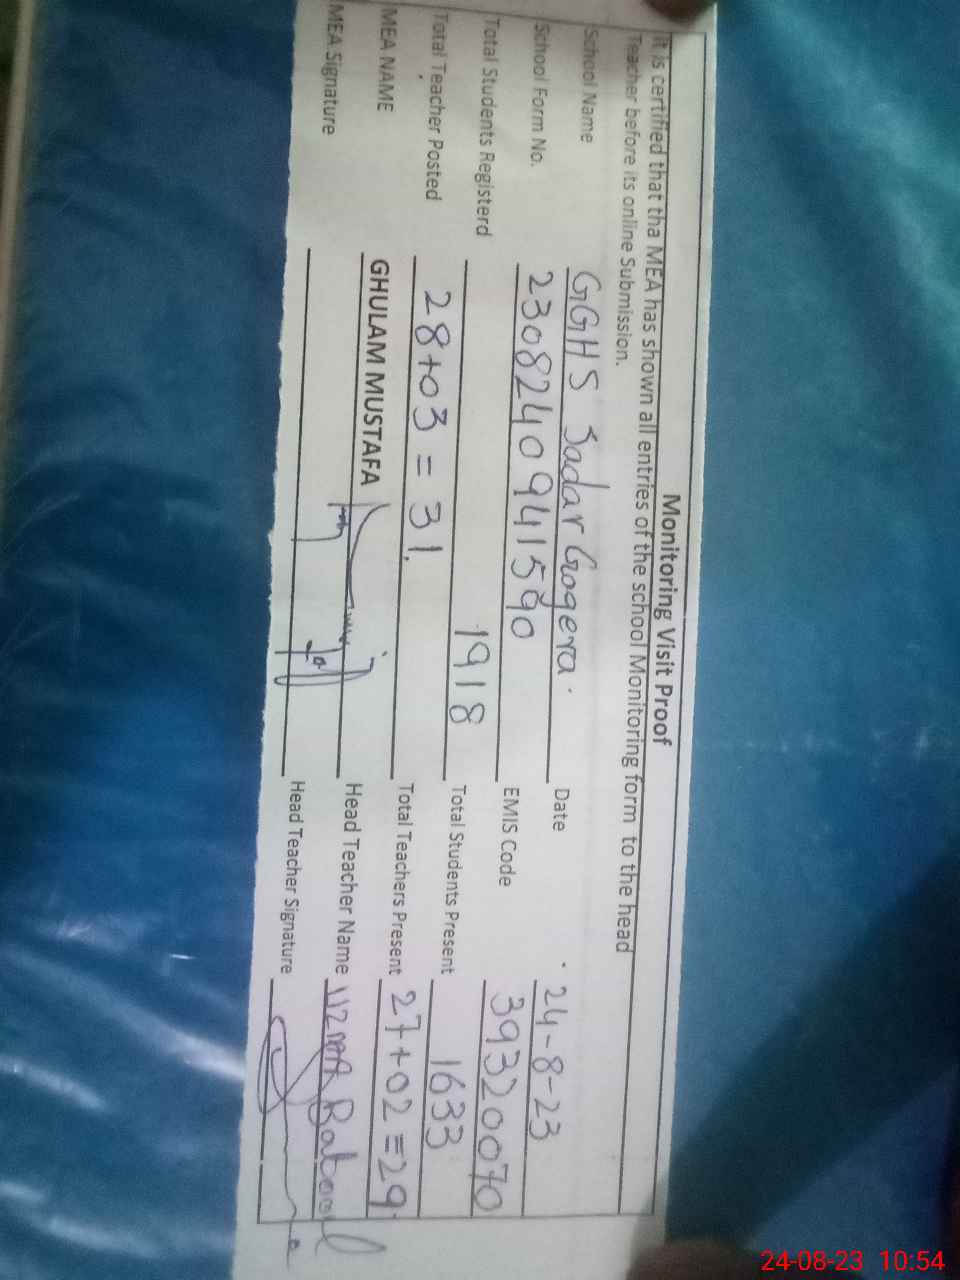 Monitoring Visit Proof
It is certified that tha MEA has shown all entries of the school Monitoring form to the head
Teacher before its online Submission.
School Name GGHS Sadar Gogera. Date 24-8-23
School Form No. 2308240941590 EMIS Code 39320070
Total Students Registerd 1918 Total Students Present 1633
Total Teacher Posted 28+03 = 31 Total Teachers Present 27+02=29
MEA NAME GHULAM MUSTAFA Head Teacher Name Uzma Batool
MEA Signature Head Teacher Signature
24-08-23 10:54